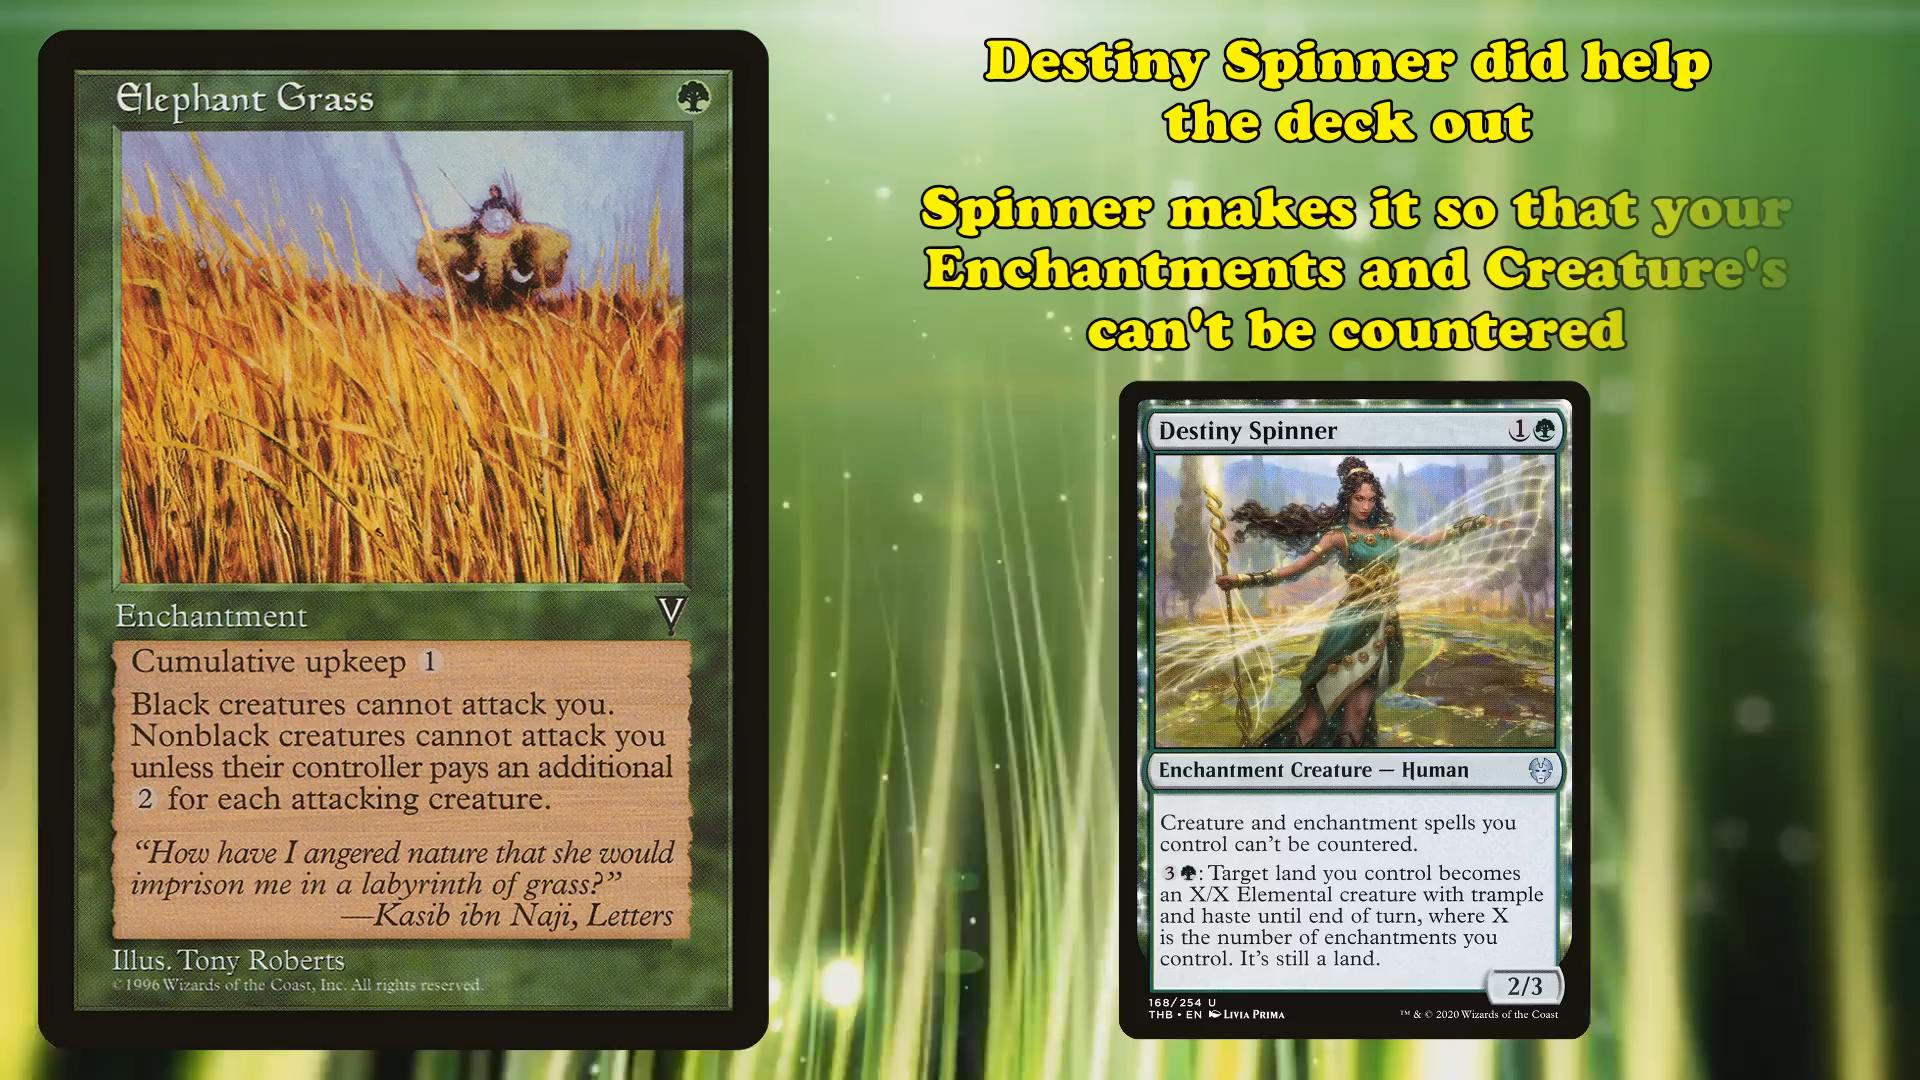 Elephant Grass
Enchantment
V
Cumulative upkeep 1
Black creatures cannot attack you.
Nonblack creatures cannot attack you
unless their controller pays an additional
2 for each attacking creature.
“How have I angered nature that she would
imprison me in a labyrinth of grass?”
—Kasib ibn Naji, Letters
Illus. Tony Roberts
©1996 Wizards of the Coast, Inc. All rights reserved.
Destiny Spinner did help
the deck out
Spinner makes it so that your
Enchantments and Creature's
can't be countered
Destiny Spinner 1
Enchantment Creature — Human
Creature and enchantment spells you
control can't be countered.
3 : Target land you control becomes
an X/X Elemental creature with trample
and haste until end of turn, where X
is the number of enchantments you
control. It's still a land.
2/3
168/254 U
THB • EN LIVIA PRIMA
™ & © 2020 Wizards of the Coast